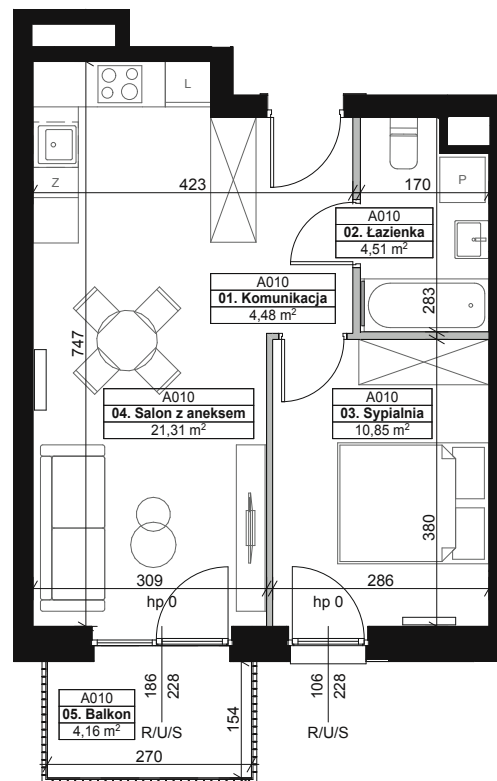 L
Z
423
170
P
A010
02. Łazienka
4,51 m²
A010
01. Komunikacja
4,48 m²
283
747
A010
04. Salon z aneksem
21,31 m²
A010
03. Sypialnia
10,85 m²
380
309
286
hp 0
hp 0
186
228
106
228
A010
05. Balkon
4,16 m²
154
R/U/S
R/U/S
270